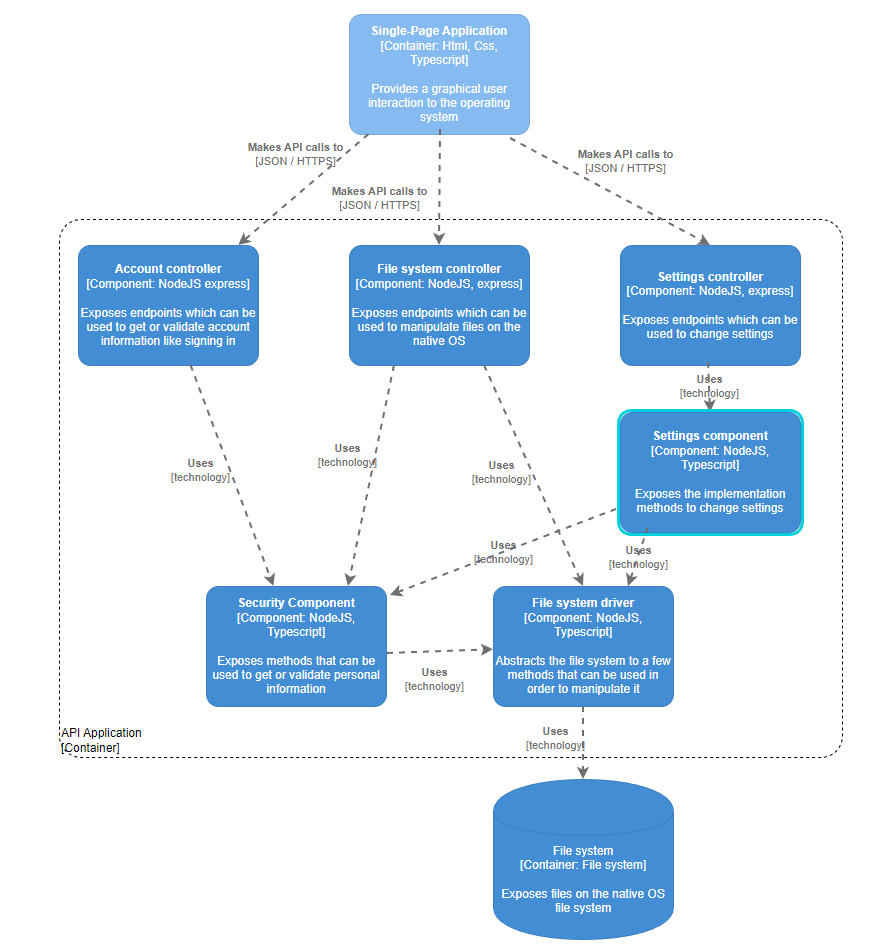 Single-Page Application
[Container: Html, Css,
Typescript]
Provides a graphical user
interaction to the operating
system
Makes API calls to
[JSON / HTTPS]
Makes API calls to
[JSON / HTTPS]
Makes API calls to
[JSON / HTTPS]
Account controller
[Component: NodeJS express]
Exposes endpoints which can be
used to get or validate account
information like signing in
File system controller
[Component: NodeJS, express]
Exposes endpoints which can be
used to manipulate files on the
native OS
Settings controller
[Component: NodeJS, express]
Exposes endpoints which can be
used to change settings
Uses
[technology]
Settings component
[Component: NodeJS,
Typescript]
Exposes the implementation
methods to change settings
Uses
[technology]
Uses
[technology]
Uses
[technology]
Uses
[technology]
Uses
[technology]
Security Component
[Component: NodeJS,
Typescript]
Exposes methods that can be
used to get or validate personal
information
Uses
[technology]
File system driver
[Component: NodeJS,
Typescript]
Abstracts the file system to a few
methods that can be used in
order to manipulate it
API Application
[Container]
Uses
[technology]
File system
[Container: File system]
Exposes files on the native OS
file system